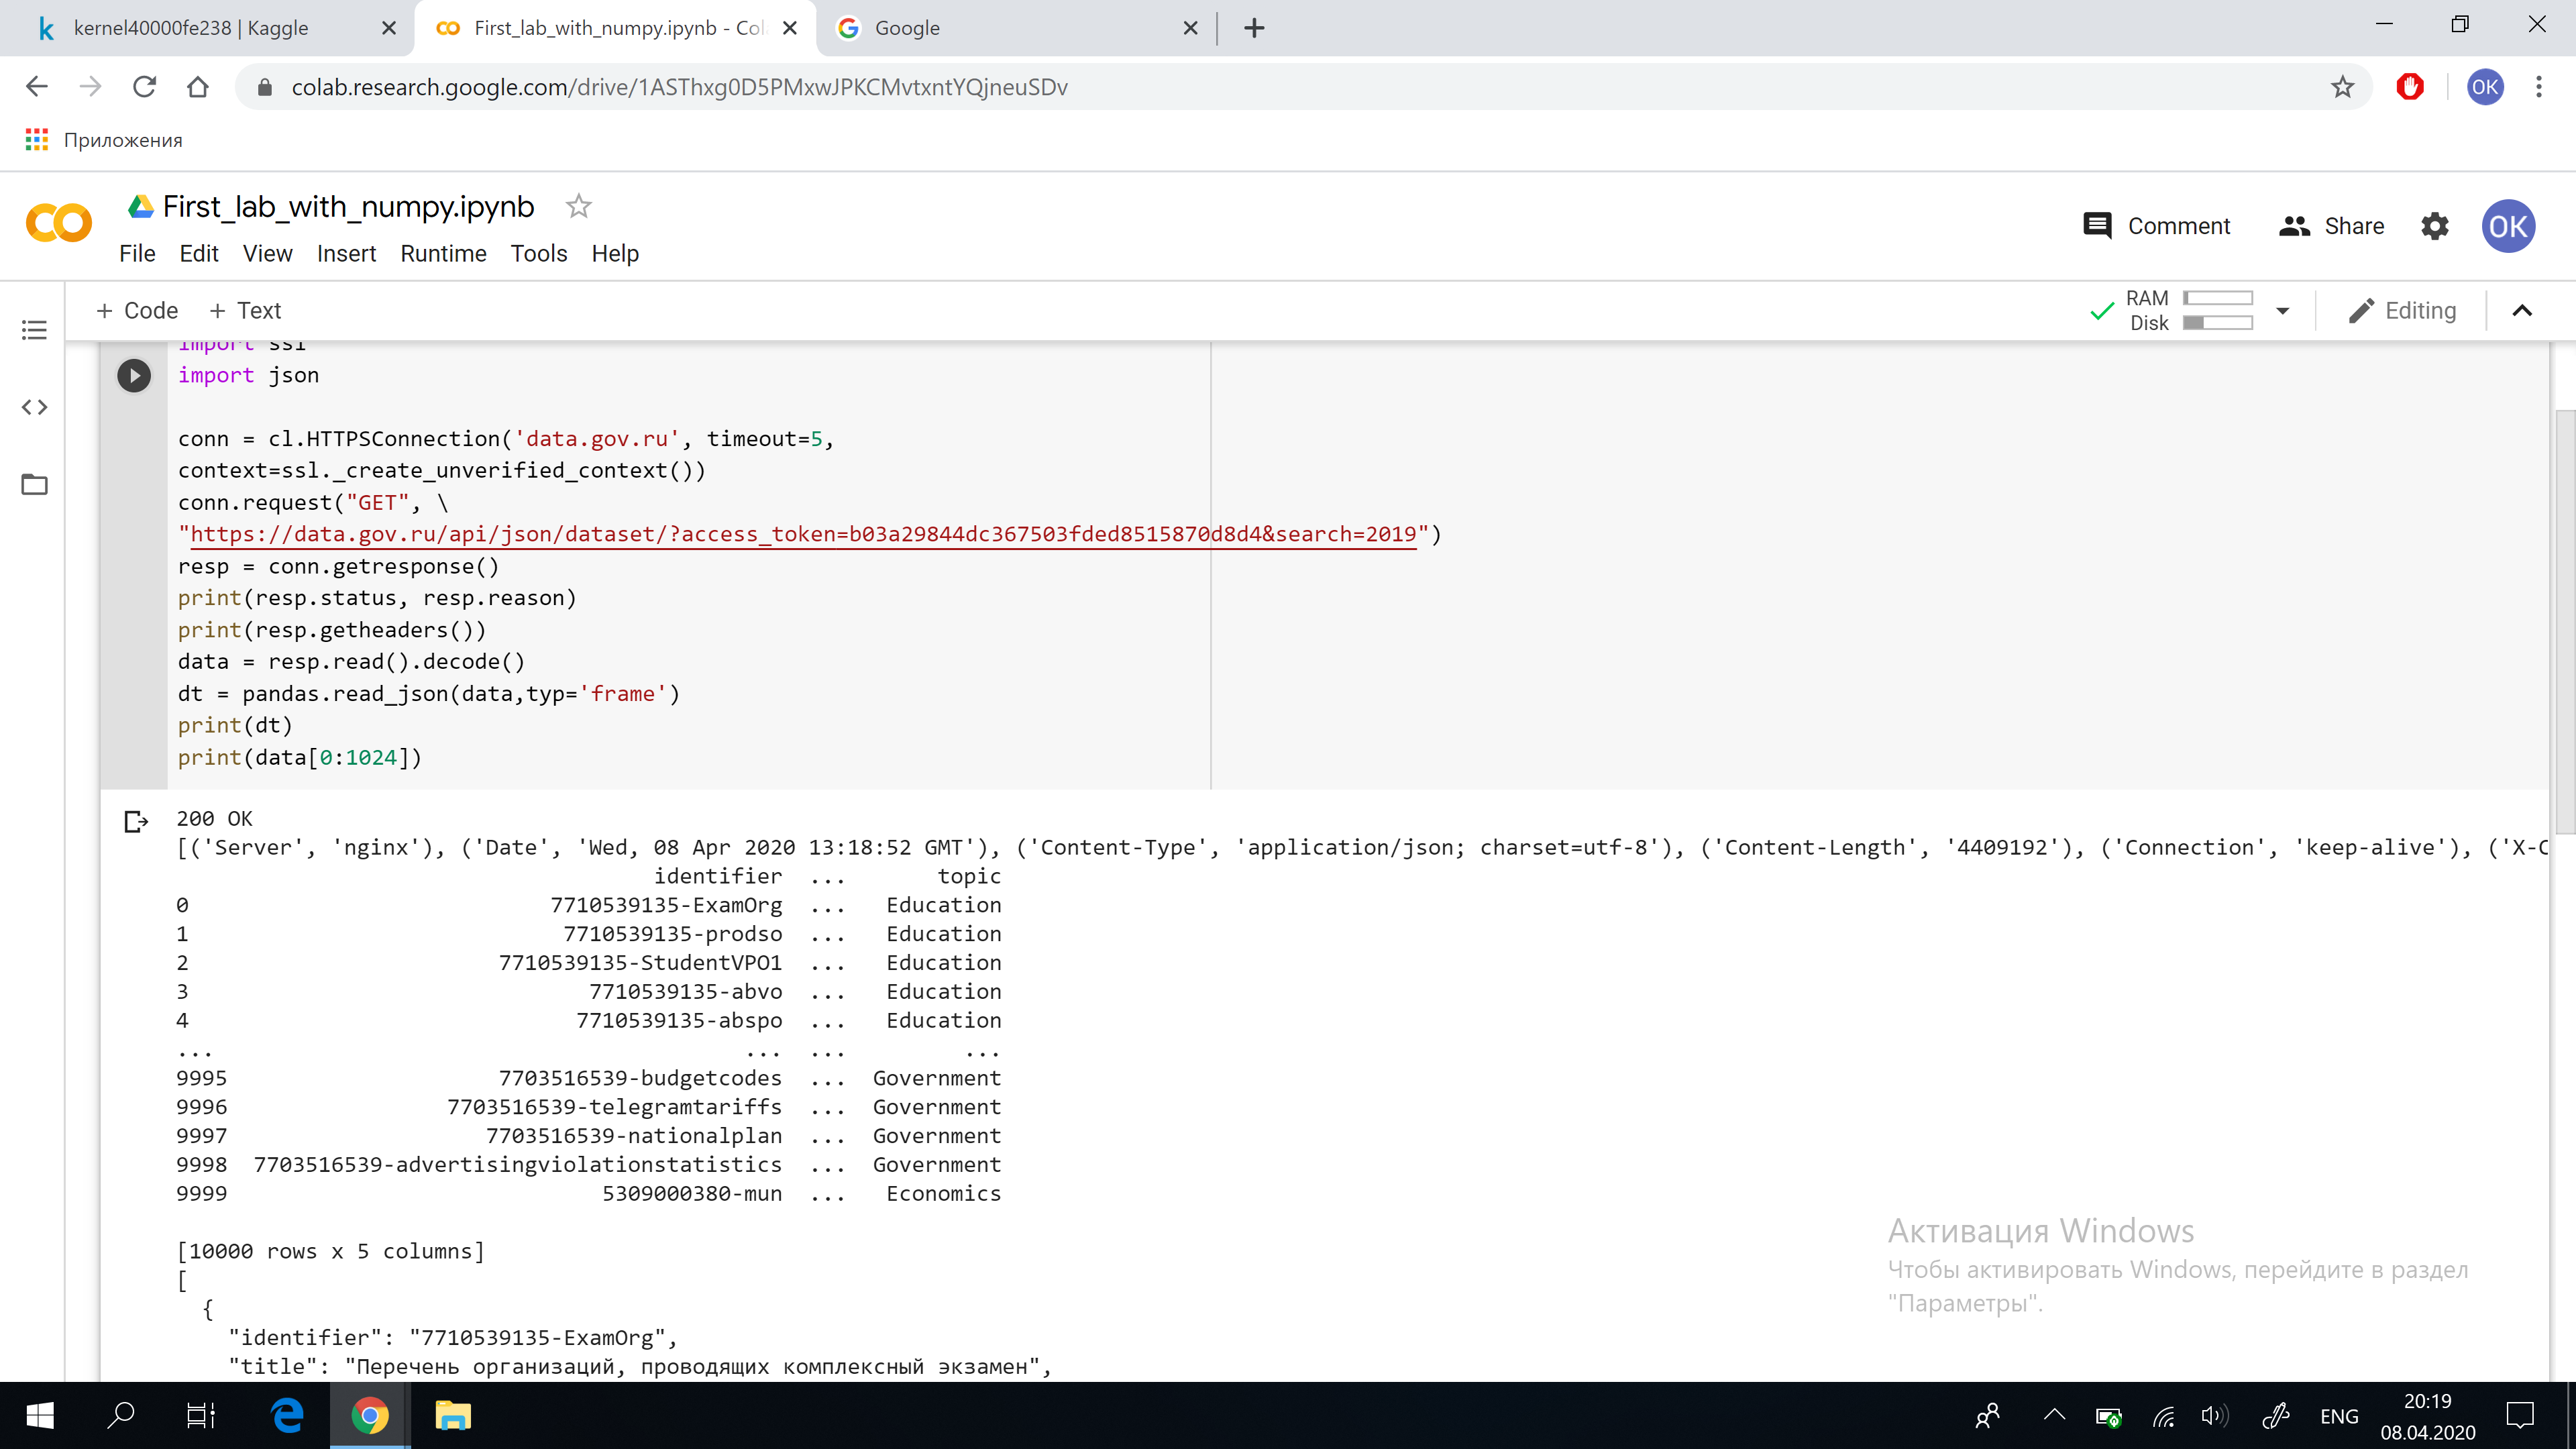 kernel40000fe238 | Kaggle
First_lab_with_numpy.ipynb - Col
Google
colab.research.google.com/drive/1ASThxg0D5PMxwJPKCMvtxntYQjneuSDv
OK
Приложения
First_lab_with_numpy.ipynb
File Edit View Insert Runtime Tools Help
Comment Share OK
+ Code + Text
RAM
Disk
Editing
import ssl
import json
conn = cl.HTTPSConnection('data.gov.ru', timeout=5,
context=ssl._create_unverified_context())
conn.request("GET", \
"https://data.gov.ru/api/json/dataset/?access_token=b03a29844dc367503fded8515870d8d4&search=2019")
resp = conn.getresponse()
print(resp.status, resp.reason)
print(resp.getheaders())
data = resp.read().decode()
dt = pandas.read_json(data,typ='frame')
print(dt)
print(data[0:1024])
200 OK
[('Server', 'nginx'), ('Date', 'Wed, 08 Apr 2020 13:18:52 GMT'), ('Content-Type', 'application/json; charset=utf-8'), ('Content-Length', '4409192'), ('Connection', 'keep-alive'), ('X-C
identifier ... topic
0 7710539135-ExamOrg ... Education
1 7710539135-prodso ... Education
2 7710539135-StudentVPO1 ... Education
3 7710539135-abvo ... Education
4 7710539135-abspo ... Education
... ... ... ...
9995 7703516539-budgetcodes ... Government
9996 7703516539-telegramtariffs ... Government
9997 7703516539-nationalplan ... Government
9998 7703516539-advertisingviolationstatistics ... Government
9999 5309000380-mun ... Economics
[10000 rows x 5 columns]
[
{
"identifier": "7710539135-ExamOrg",
"title": "Перечень организаций, проводящих комплексный экзамен",
Активация Windows
Чтобы активировать Windows, перейдите в раздел
"Параметры".
ENG
20:19
08.04.2020